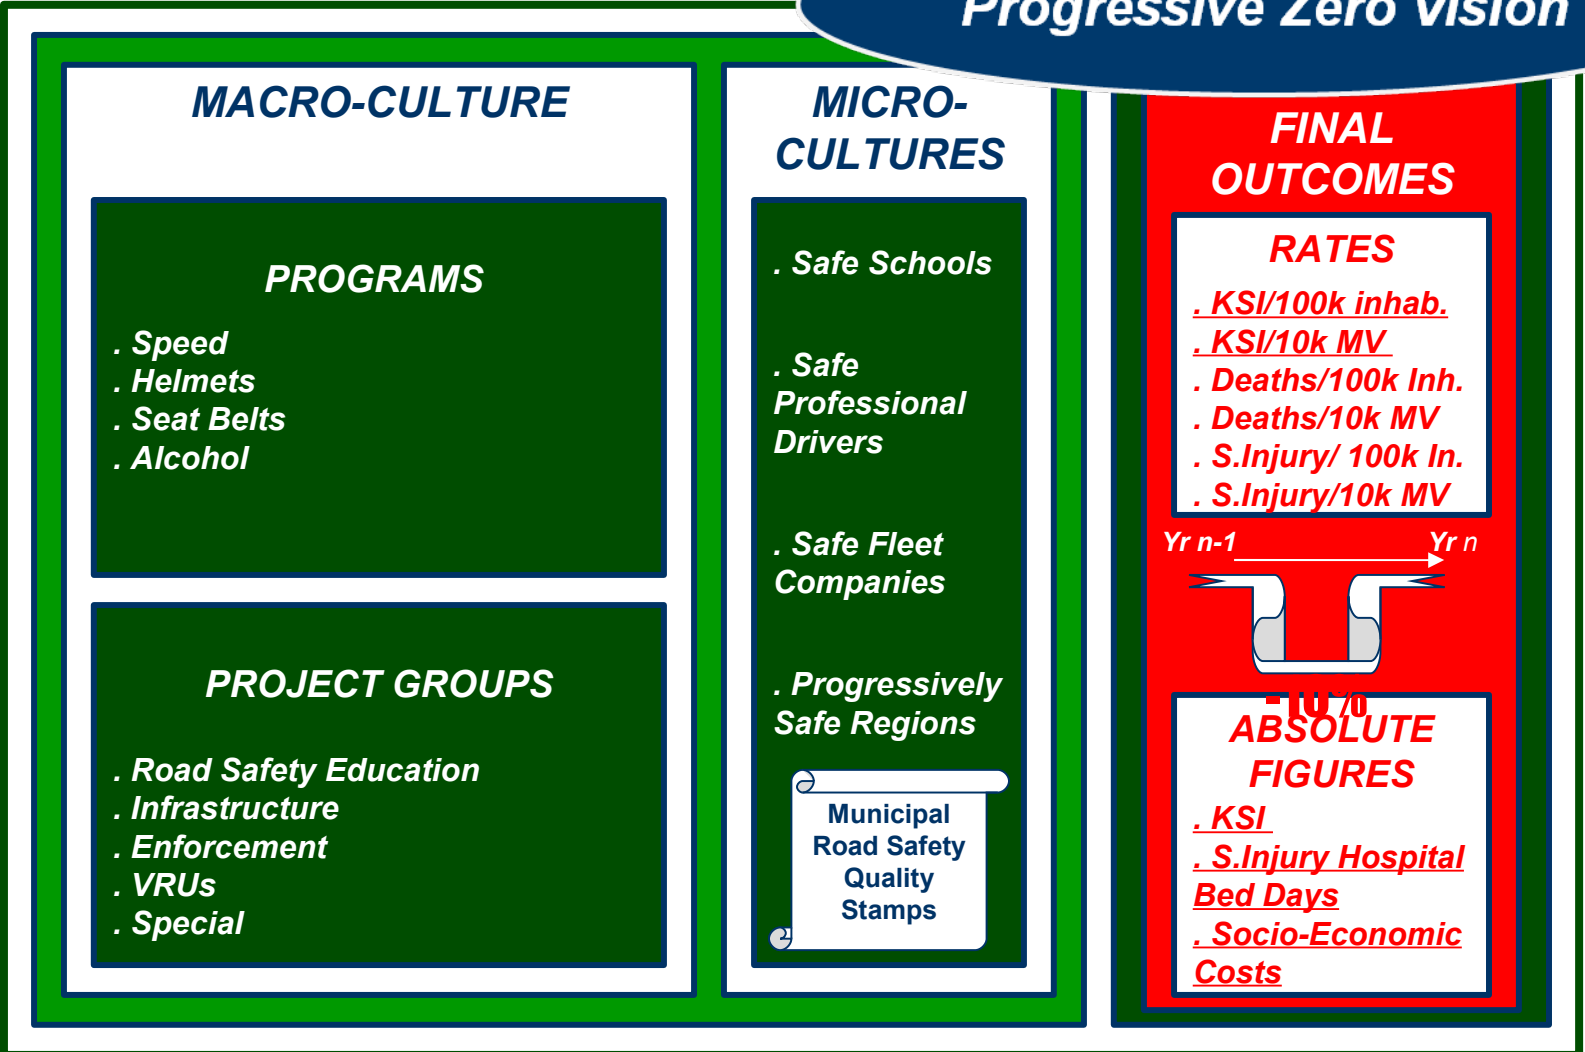 Progressive Zero Vision
MACRO-CULTURE
PROGRAMS
. Speed
. Helmets
. Seat Belts
. Alcohol
PROJECT GROUPS
. Road Safety Education
. Infrastructure
. Enforcement
. VRUs
. Special
MICRO-
CULTURES
. Safe Schools
. Safe
Professional
Drivers
. Safe Fleet
Companies
. Progressively
Safe Regions
Municipal
Road Safety
Quality
Stamps
FINAL
OUTCOMES
RATES
. KSI/100k inhab.
. KSI/10k MV
. Deaths/100k Inh.
. Deaths/10k MV
. S.Injury/ 100k In.
. S.Injury/10k MV
Yr n-1 Yr n
-10%
ABSOLUTE
FIGURES
. KSI
. S.Injury Hospital
Bed Days
. Socio-Economic
Costs